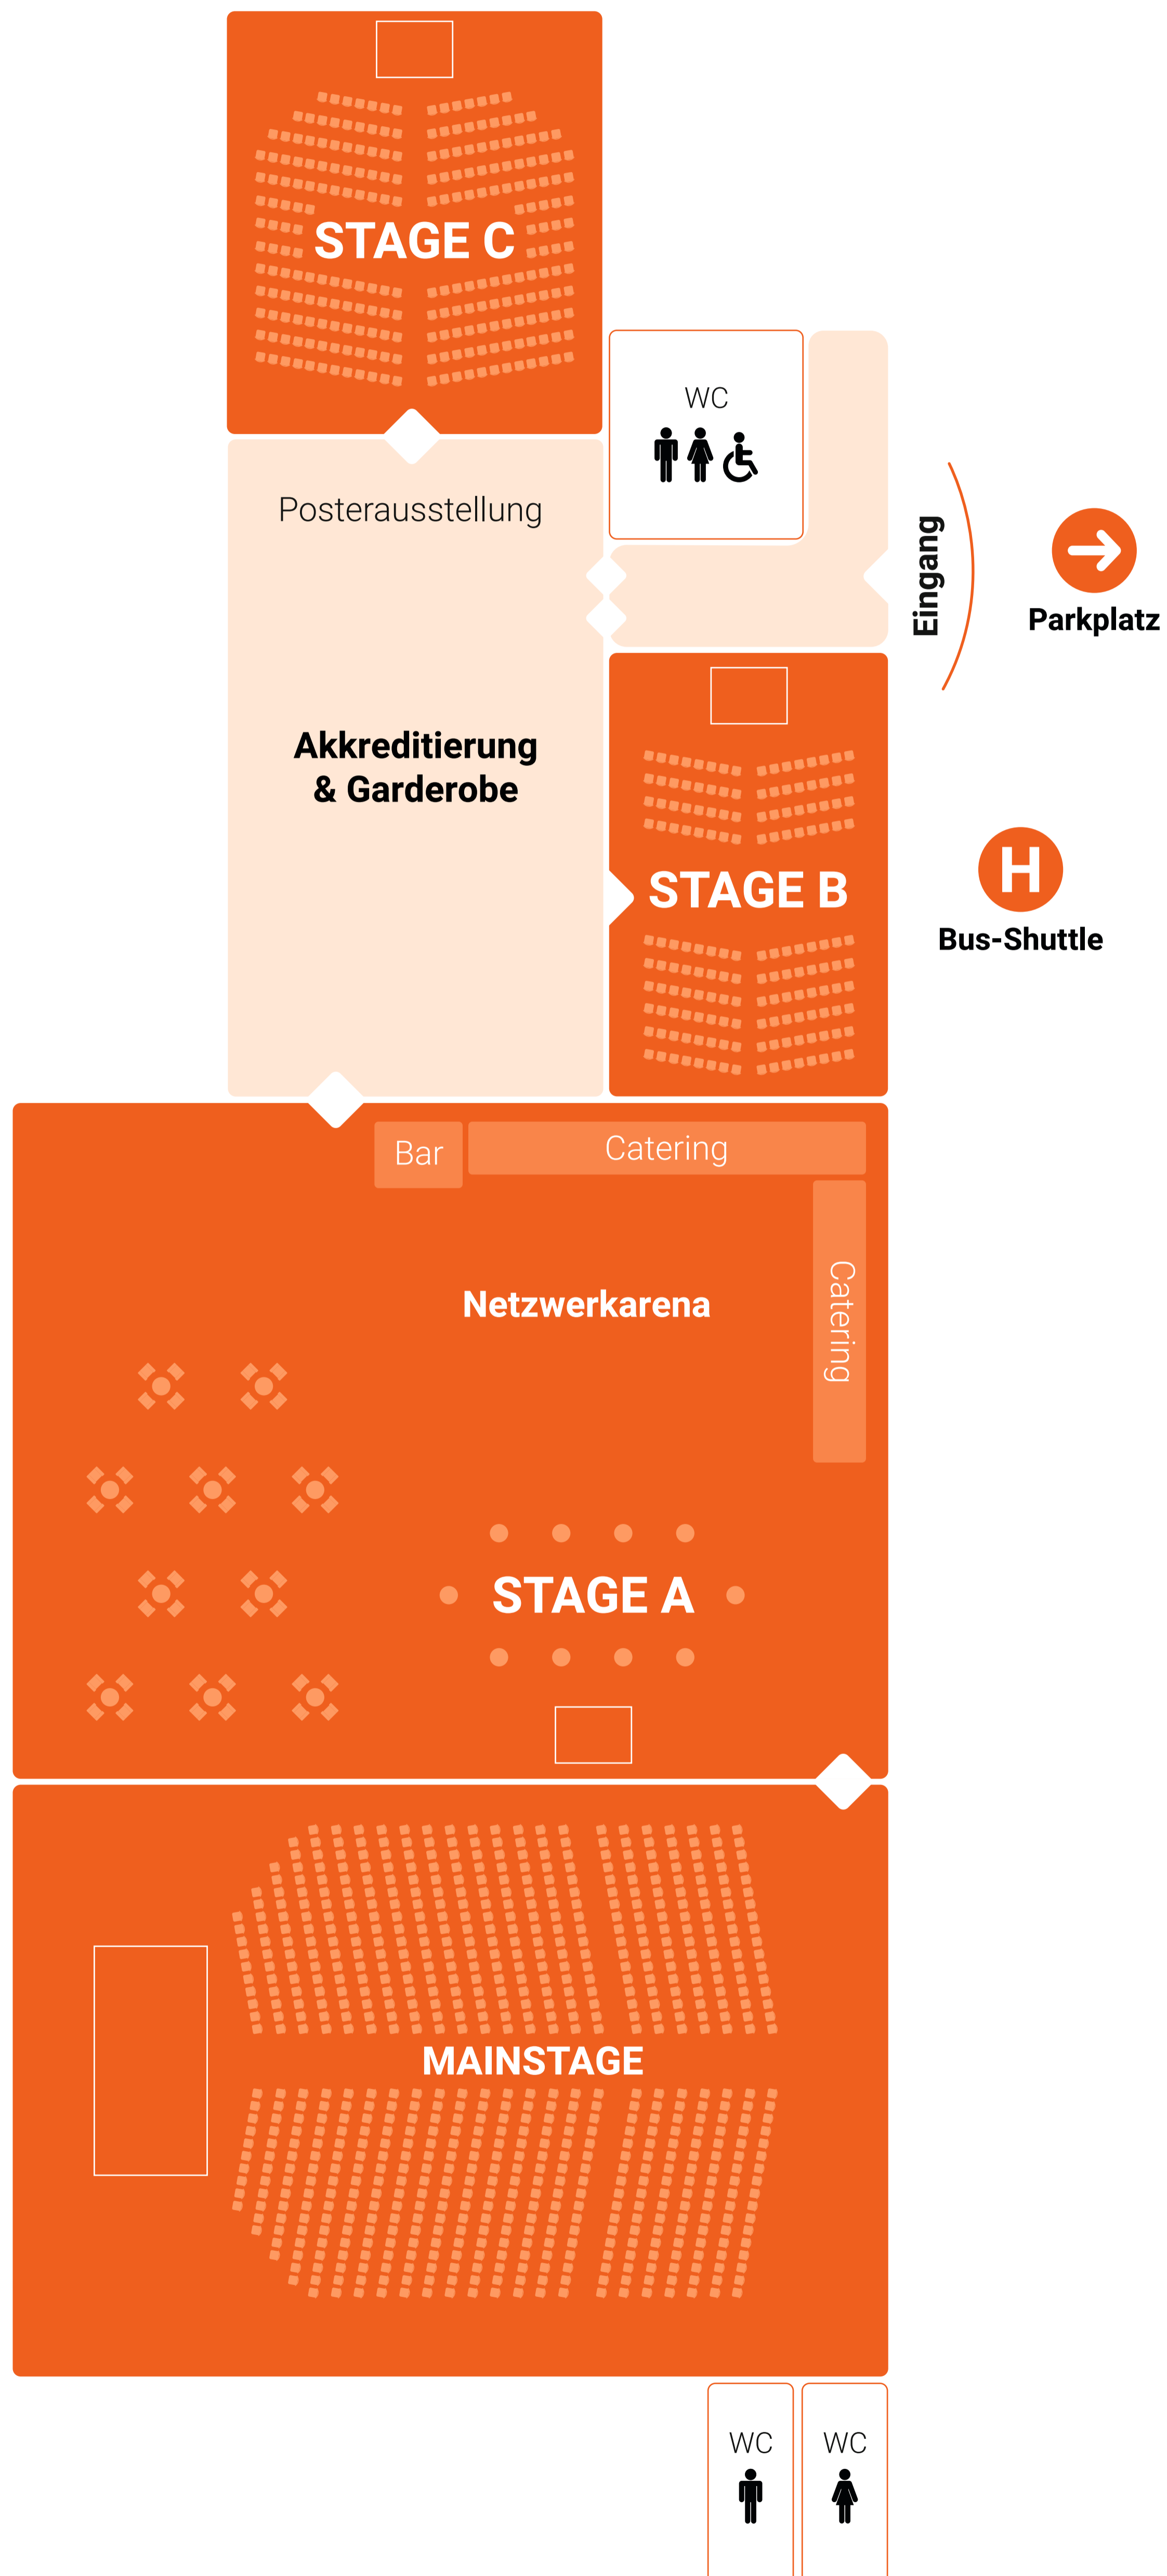 STAGE C
WC
Posterausstellung
Eingang
Parkplatz
Akkreditierung
& Garderobe
STAGE B
H
Bus-Shuttle
Bar
Catering
Catering
Netzwerkarena
STAGE A
MAINSTAGE
WC
WC